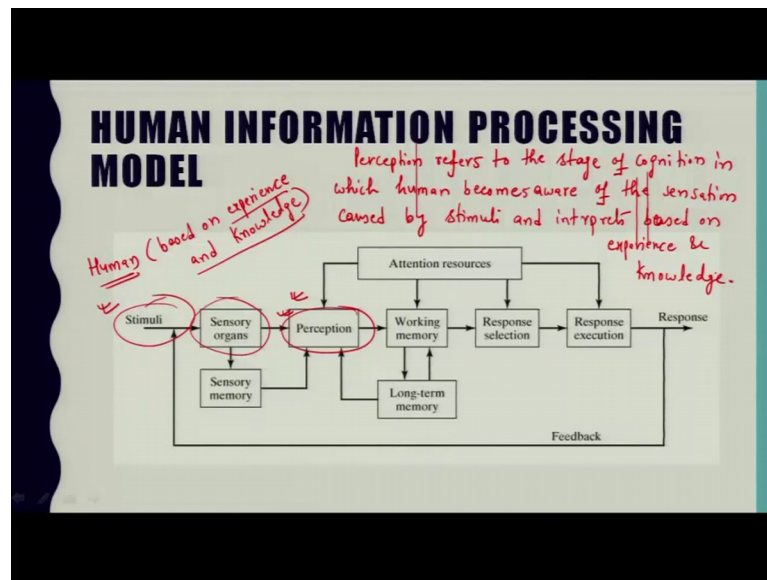 HUMAN INFORMATION PROCESSING
MODEL
Perception refers to the stage of cognition in
which human becomes aware of the sensation
caused by stimuli and intrprets based on
experience &
knowledge.
Human (based on experience
and knowledge)
Attention resources
Stimuli
Sensory
organs
Perception
Working
memory
Response
selection
Response
execution
Response
Sensory
memory
Long-term
memory
Feedback